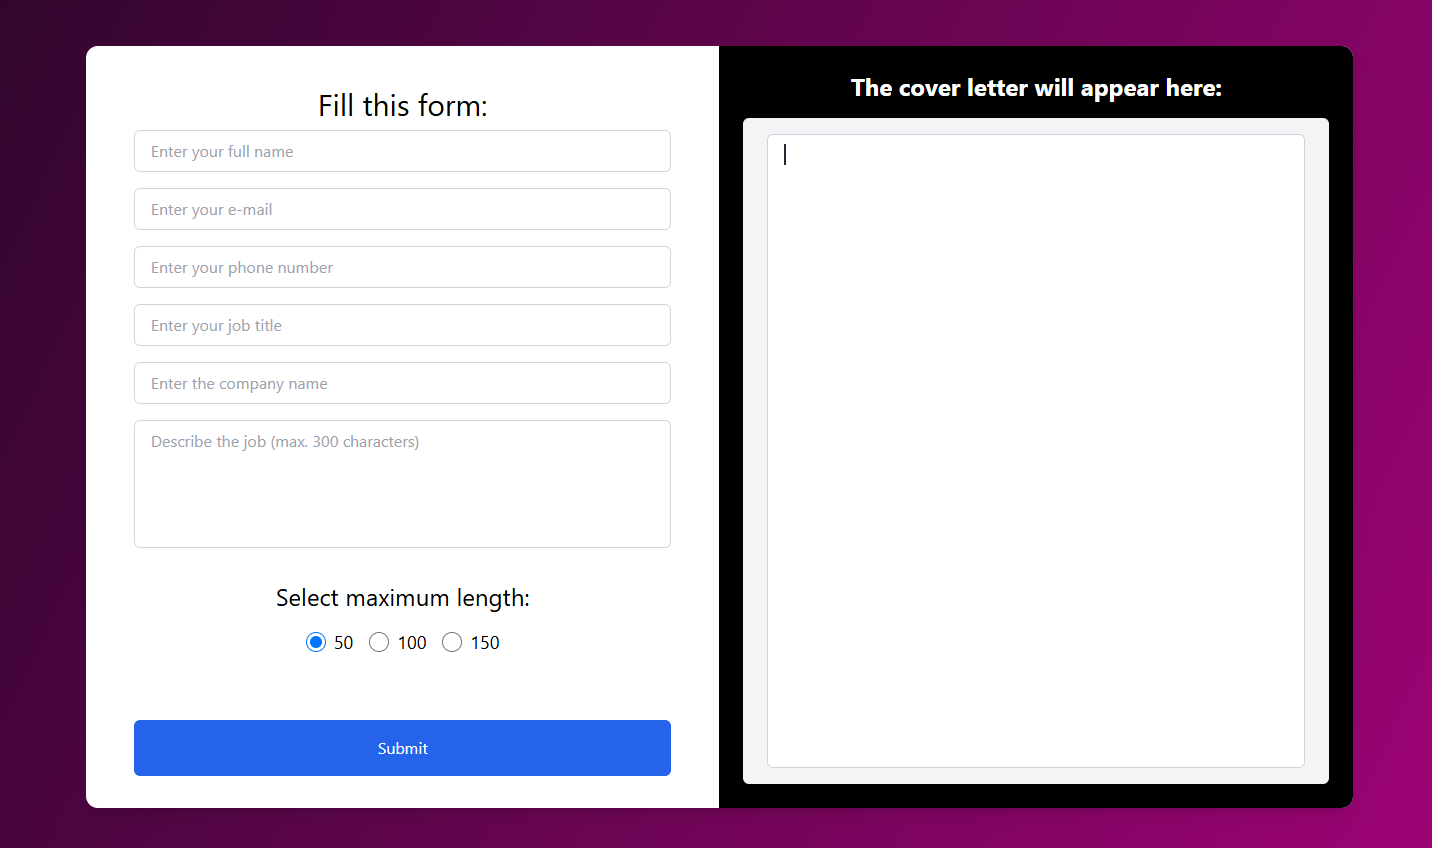 Fill this form:
Enter your full name
Enter your e-mail
Enter your phone number
Enter your job title
Enter the company name
Describe the job (max. 300 characters)
Select maximum length:
50 100 150
Submit
The cover letter will appear here: